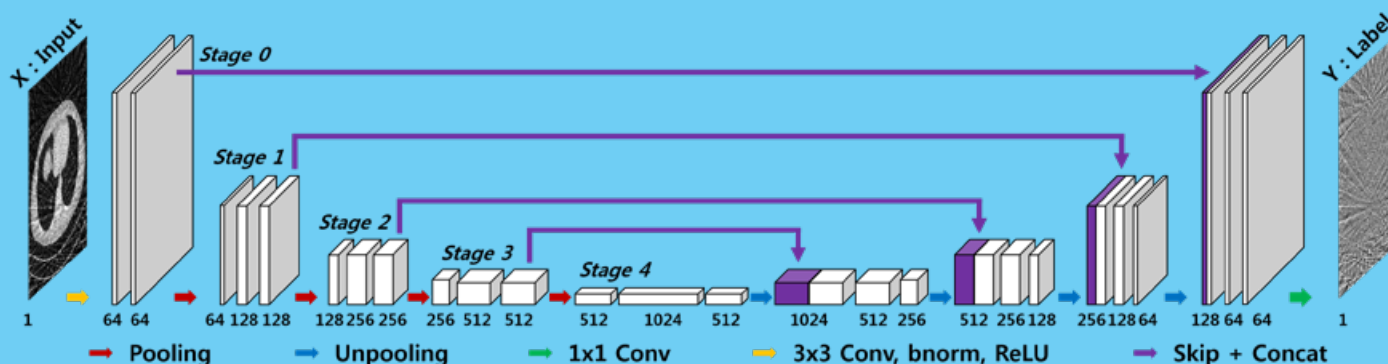 X : Input
Stage 0
Y : Label
Stage 1
Stage 2
Stage 3
Stage 4
1 64 64 64 128 128 128 256 256 256 512 512 512 1024 512 1024 512 256 512 256 128 256 128 64 128 64 64 1
Pooling Unpooling 1x1 Conv 3x3 Conv, bnorm, ReLU Skip + Concat